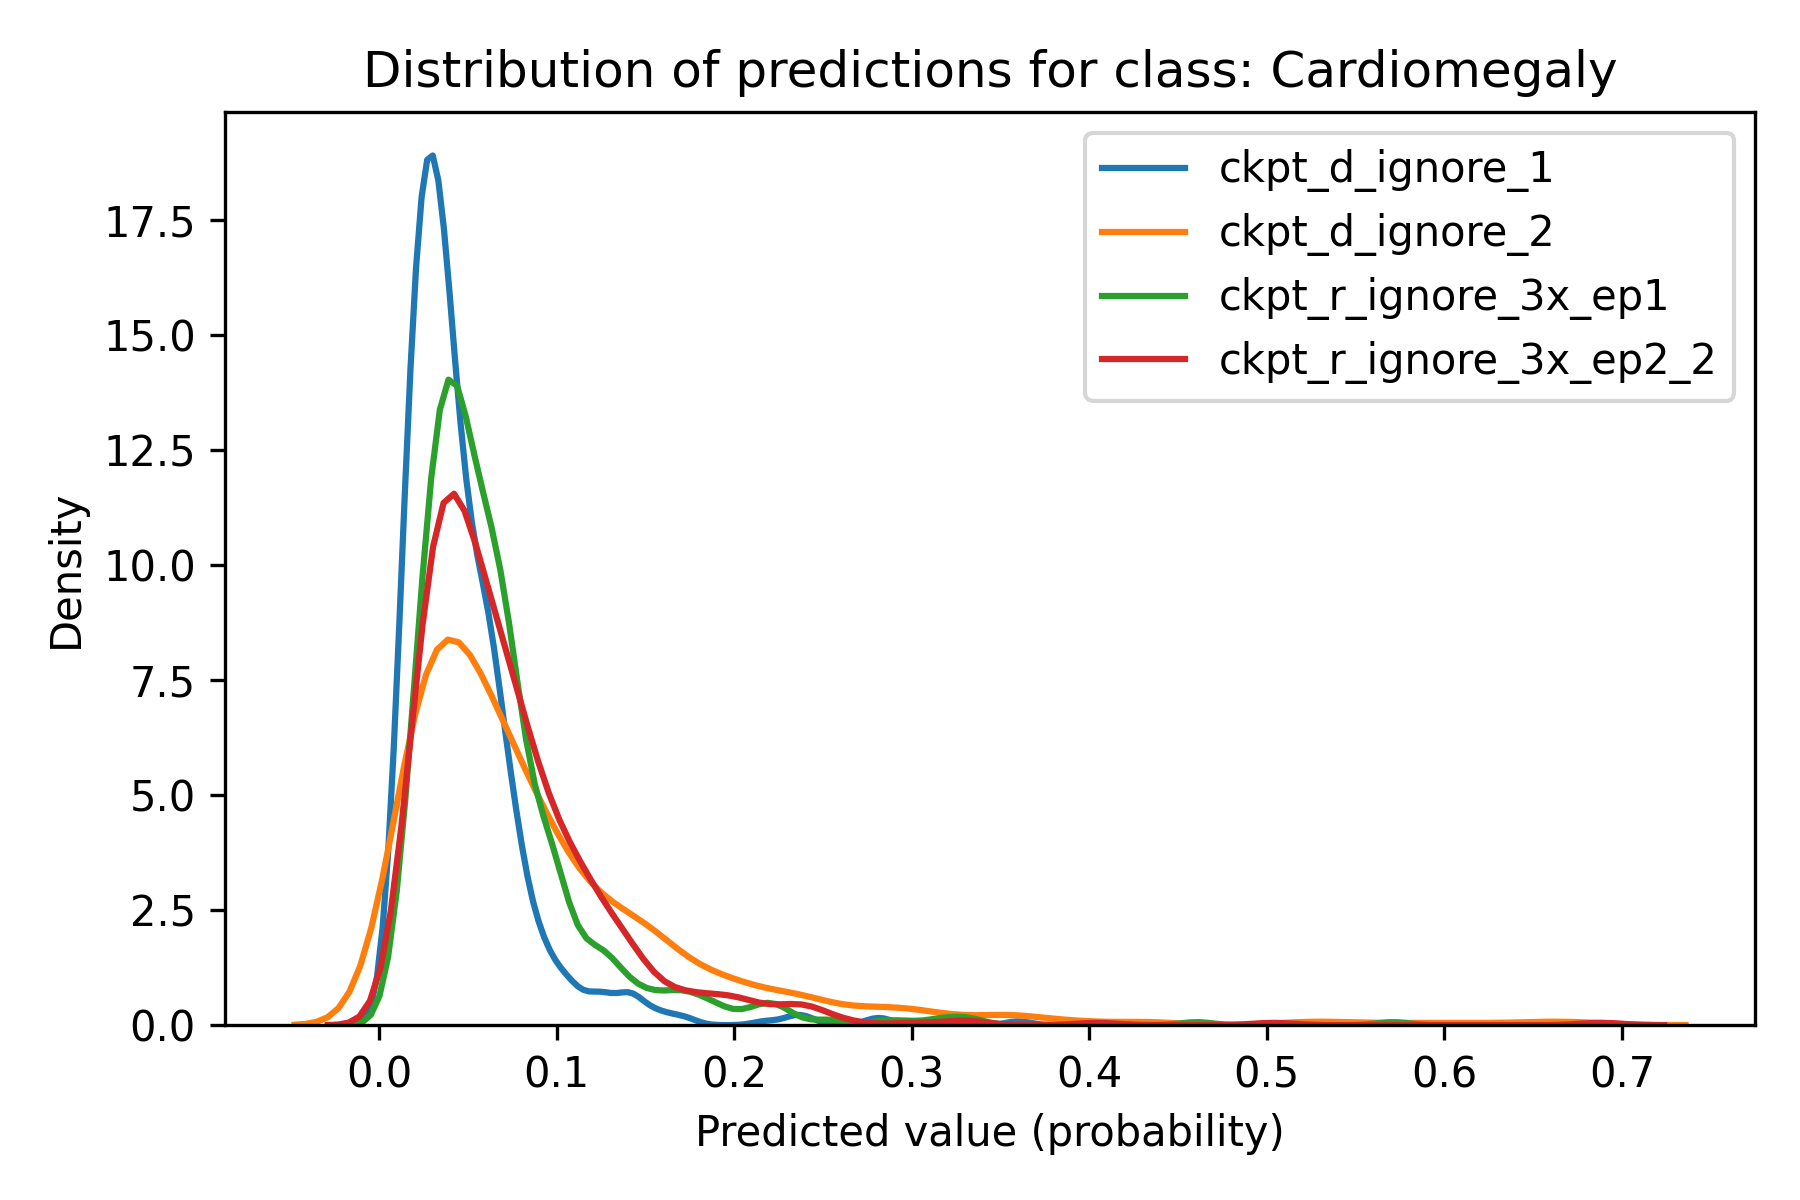 Distribution of predictions for class: Cardiomegaly
ckpt_d_ignore_1
ckpt_d_ignore_2
ckpt_r_ignore_3x_ep1
ckpt_r_ignore_3x_ep2_2
Density
17.5
15.0
12.5
10.0
7.5
5.0
2.5
0.0
0.0 0.1 0.2 0.3 0.4 0.5 0.6 0.7
Predicted value (probability)